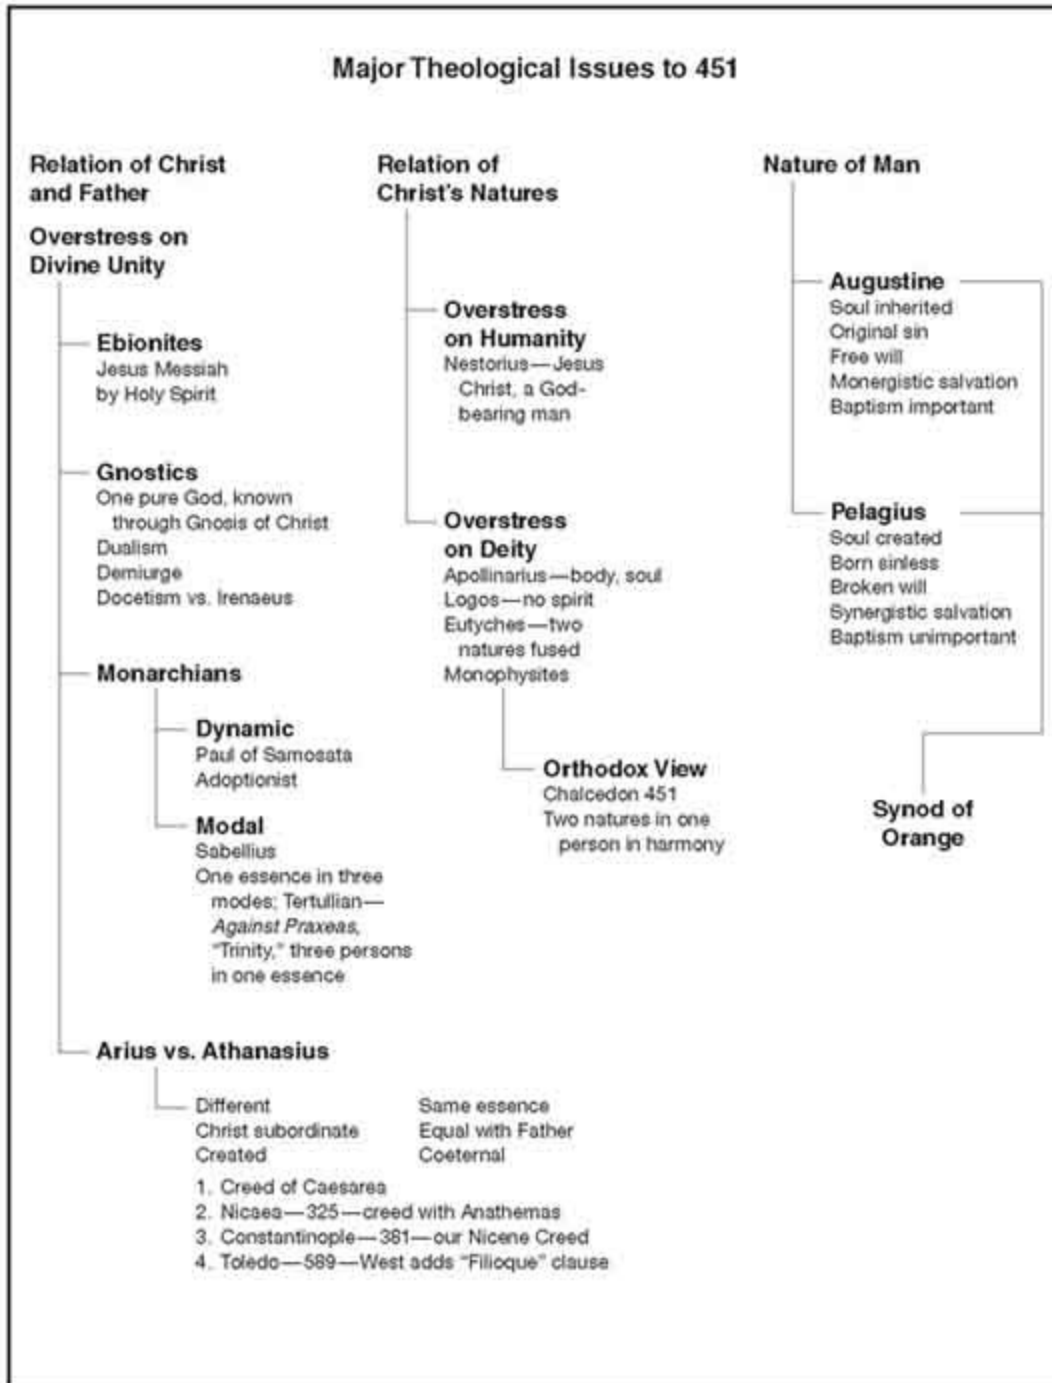 Major Theological Issues to 451
Relation of Christ
and Father
Overstress on
Divine Unity
Ebionites
Jesus Messiah
by Holy Spirit
Gnostics
One pure God, known
through Gnosis of Christ
Dualism
Demiurge
Docetism vs. Irenaeus
Monarchians
Dynamic
Paul of Samosata
Adoptionist
Modal
Sabellius
One essence in three
modes; Tertullian—
Against Praxeas,
"Trinity," three persons
in one essence
Arius vs. Athanasius
Different
Christ subordinate
Created
Same essence
Equal with Father
Coeternal
1. Creed of Caesarea
2. Nicaea—325—creed with Anathemas
3. Constantinople—381—our Nicene Creed
4. Toledo—589—West adds "Filioque" clause
Relation of
Christ's Natures
Overstress
on Humanity
Nestorius—Jesus
Christ, a God-
bearing man
Overstress
on Deity
Apollinarius—body, soul
Logos—no spirit
Eutyches—two
natures fused
Monophysites
Orthodox View
Chalcedon 451
Two natures in one
person in harmony
Nature of Man
Augustine
Soul inherited
Original sin
Free will
Monergistic salvation
Baptism important
Pelagius
Soul created
Born sinless
Broken will
Synergistic salvation
Baptism unimportant
Synod of
Orange